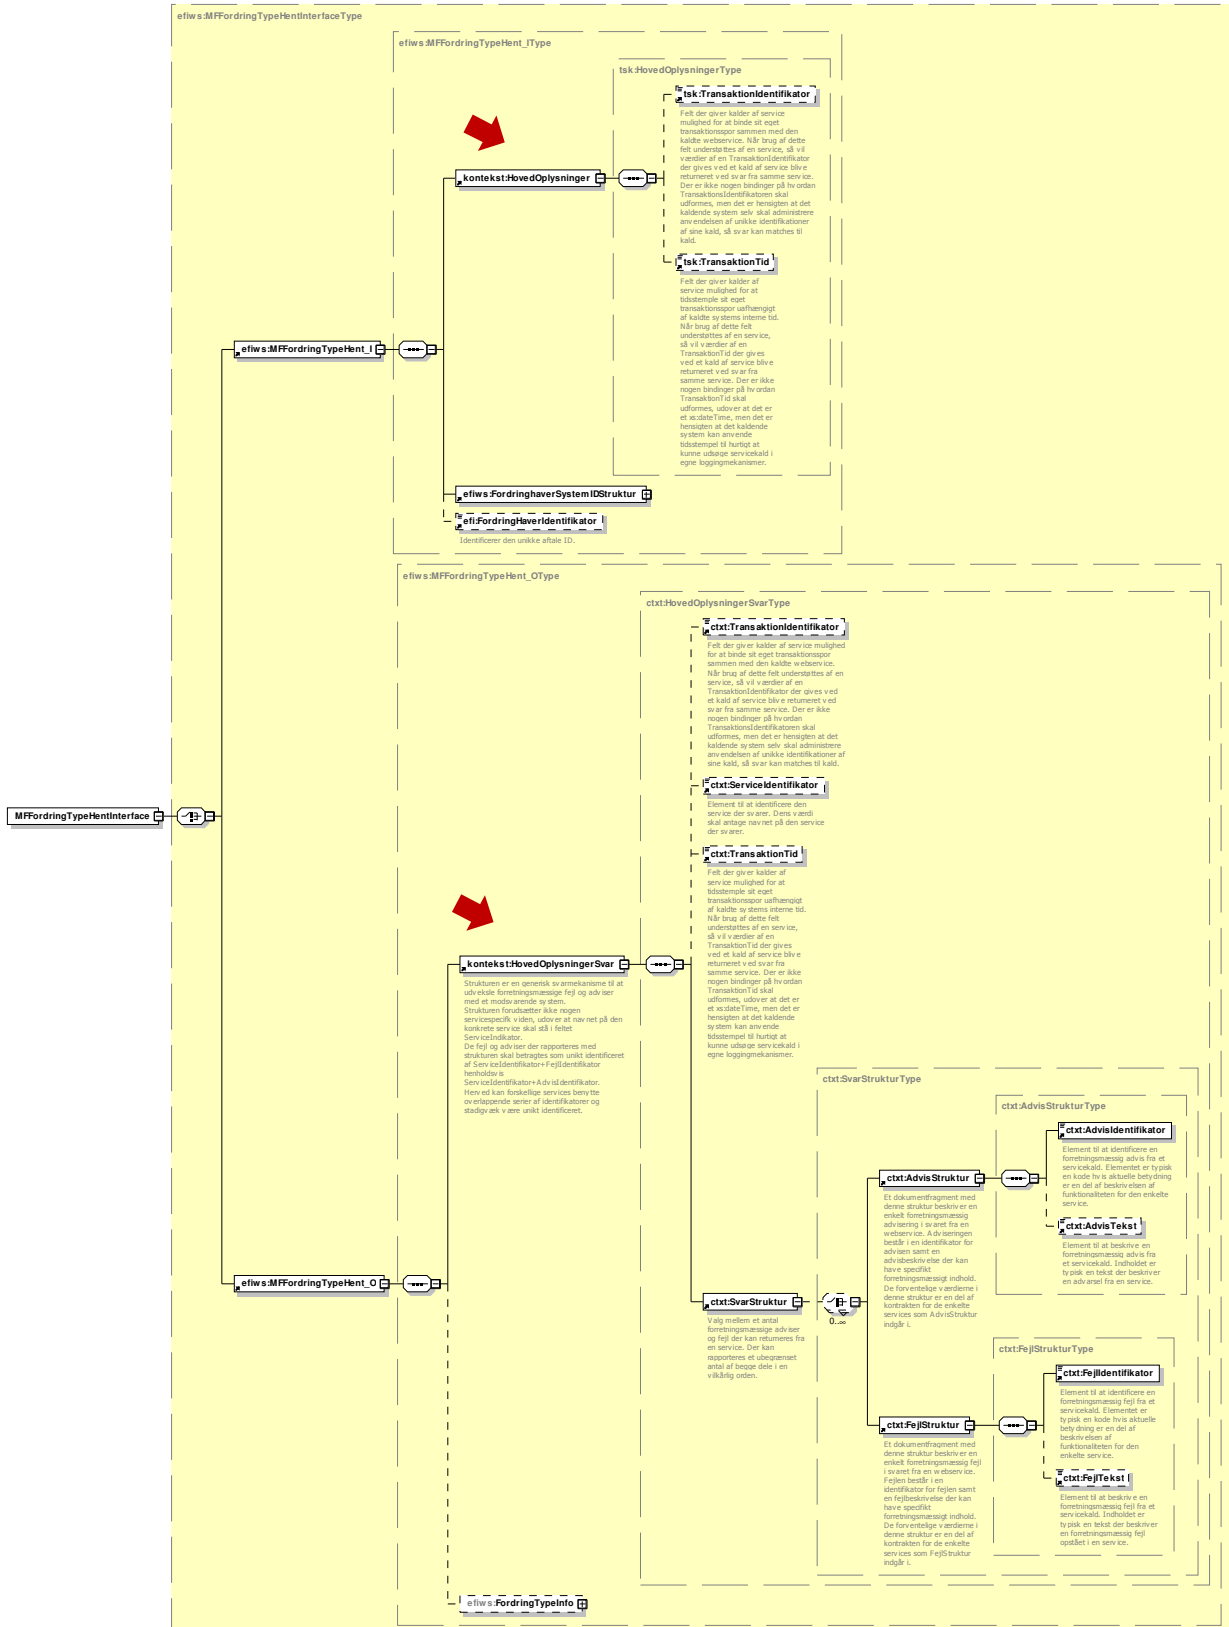 efiws:MFFordringTypeHentInterfaceType
efiws:MFFordringTypeHent_IType
tsk:HovedOplysningerType
tsk:TransaktionIdentifikator
Felt der giver kalder af service
mulighed for at binde sit eget
transaktionsspor sammen med den
kaldte webservice. Når brug af dette
felt understøttes af en service, så vil
værdier af en TransaktionIdentifikator
der gives ved et kald af service blive
returneret ved svar fra samme service.
Der er ikke nogen bindinger på hvordan
TransaktionsIdentifikatoren skal
udformes, men det er hensigten at det
kaldende system selv skal administrere
anvendelsen af unikke identifikationer
af sine kald, så svar kan matches til
kald.
kontekst:HovedOplysninger
tsk:TransaktionTid
Felt der giver kalder af
service mulighed for at
tidsstemple sit eget
transaktionsspor uafhængigt
af kaldte systems interne tid.
Når brug af dette felt
understøttes af en service,
så vil værdier af en
TransaktionTid der gives
ved et kald af service blive
returneret ved svar fra
samme service. Der er ikke
nogen bindinger på hvordan
TransaktionTid skal
udformes, udover at det er
et xs:dateTime, men det er
hensigten at det kaldende
system kan anvende
tidsstempel til hurtigt at
kunne udsøge servicekald i
egne loggingmekanismer.
efiws:MFFordringTypeHent_I
efiws:FordringhaverSystemIDStruktur
efi:FordringHaverIdentifikator
Identificerer den unikke aftale ID.
efiws:MFFordringTypeHent_OType
ctxt:HovedOplysningerSvarType
ctxt:TransaktionIdentifikator
Felt der giver kalder af service mulighed
for at binde sit eget transaktionsspor
sammen med den kaldte webservice.
Når brug af dette felt understøttes af en
service, så vil værdier af en
TransaktionIdentifikator der gives ved
et kald af service blive returneret ved
svar fra samme service. Der er ikke
nogen bindinger på hvordan
TransaktionsIdentifikatoren skal
udformes, men det er hensigten at det
kaldende system selv skal administrere
anvendelsen af unikke identifikationer af
sine kald, så svar kan matches til kald.
ctxt:ServiceIdentifikator
Element til at identificere den
service der svarer. Dens værdi
skal antage navnet på den service
der svarer.
MFFordringTypeHentInterface
ctxt:TransaktionTid
Felt der giver kalder af
service mulighed for at
tidsstemple sit eget
transaktionsspor uafhængigt
af kaldte systems interne tid.
Når brug af dette felt
understøttes af en service,
så vil værdier af en
TransaktionTid der gives
ved et kald af service blive
returneret ved svar fra
samme service. Der er ikke
nogen bindinger på hvordan
TransaktionTid skal
udformes, udover at det er
et xs:dateTime, men det er
hensigten at det kaldende
system kan anvende
tidsstempel til hurtigt at
kunne udsøge servicekald i
egne loggingmekanismer.
kontekst:HovedOplysningerSvar
Strukturen er en generisk svarmekanisme til at
udveksle forretningsmæssige fejl og adviser
med et modsvarende system.
Strukturen forudsætter ikke nogen
servicespecifk viden, udover at navnet på den
konkrete service skal stå i feltet
ServiceIndikator.
De fejl og adviser der rapporteres med
strukturen skal betragtes som unikt identificeret
af ServiceIdentifikator+FejlIdentifikator
henholdsvis
ServiceIdentifikator+AdvisIdentifikator.
Herved kan forskellige services benytte
overlappende serier af identifikatorer og
stadigvæk være unikt identificeret.
ctxt:SvarStrukturType
ctxt:AdvisStrukturType
ctxt:AdvisIdentifikator
Element til at identificere en
forretningsmæssig advis fra et
servicekald. Elementet er typisk
en kode hvis aktuelle betydning
er en del af beskrivelsen af
funktionaliteten for den enkelte
service.
ctxt:AdvisStruktur
Et dokumentfragment med
denne struktur beskriver en
enkelt forretningsmæssig
advisering i svaret fra en
webservice. Adviseringen
består i en identifikator for
advisen samt en
advisbeskrivelse der kan
have specifikt
forretningsmæssigt indhold.
De forventelige værdierne i
denne struktur er en del af
kontrakten for de enkelte
services som AdvisStruktur
indgår i.
ctxt:AdvisTekst
Element til at beskrive en
forretningsmæssig advis fra
et servicekald. Indholdet er
typisk en tekst der beskriver
en advarsel fra en service.
efiws:MFFordringTypeHent_O
ctxt:SvarStruktur
Valg mellem et antal
forretningsmæssige adviser
og fejl der kan returneres fra
en service. Der kan
rapporteres et ubegrænset
antal af begge dele i en
vilkårlig orden.
0..∞
ctxt:FejlStrukturType
ctxt:FejlIdentifikator
Element til at identificere en
forretningsmæssig fejl fra et
servicekald. Elementet er
typisk en kode hvis aktuelle
betydning er en del af
beskrivelsen af
funktionaliteten for den
enkelte service.
ctxt:FejlStruktur
Et dokumentfragment med
denne struktur beskriver en
enkelt forretningsmæssig fejl
i svaret fra en webservice.
Fejlen består i en
identifikator for fejlen samt
en fejlbeskrivelse der kan
have specifikt
forretningsmæssigt indhold.
De forventelige værdierne i
denne struktur er en del af
kontrakten for de enkelte
services som FejlStruktur
indgår i.
ctxt:FejlTekst
Element til at beskrive en
forretningsmæssig fejl fra et
servicekald. Indholdet er
typisk en tekst der beskriver
en forretningsmæssig fejl
opstået i en service.
efiws:FordringTypeInfo